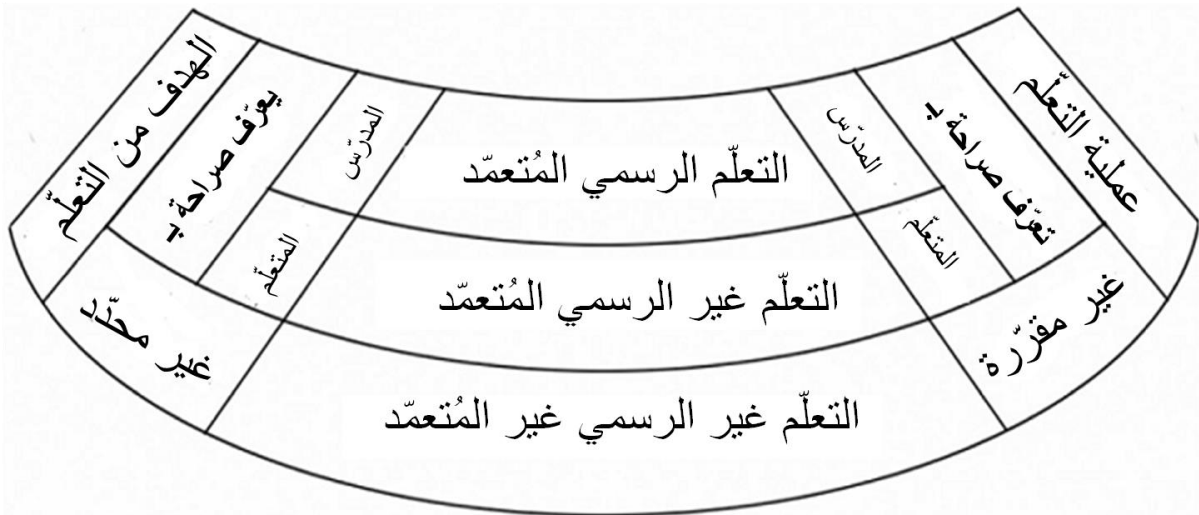 عملية التعلّم
تعرّف صراحة بـ
المدرّس
المتعلّم
غير مقرّرة
التعلّم الرسمي المُتعمّد
التعلّم غير الرسمي المُتعمّد
التعلّم غير الرسمي غير المُتعمّد
الهدف من التعلّم
يعرّف صراحة بـ
المدرّس
المتعلّم
غير محدّد